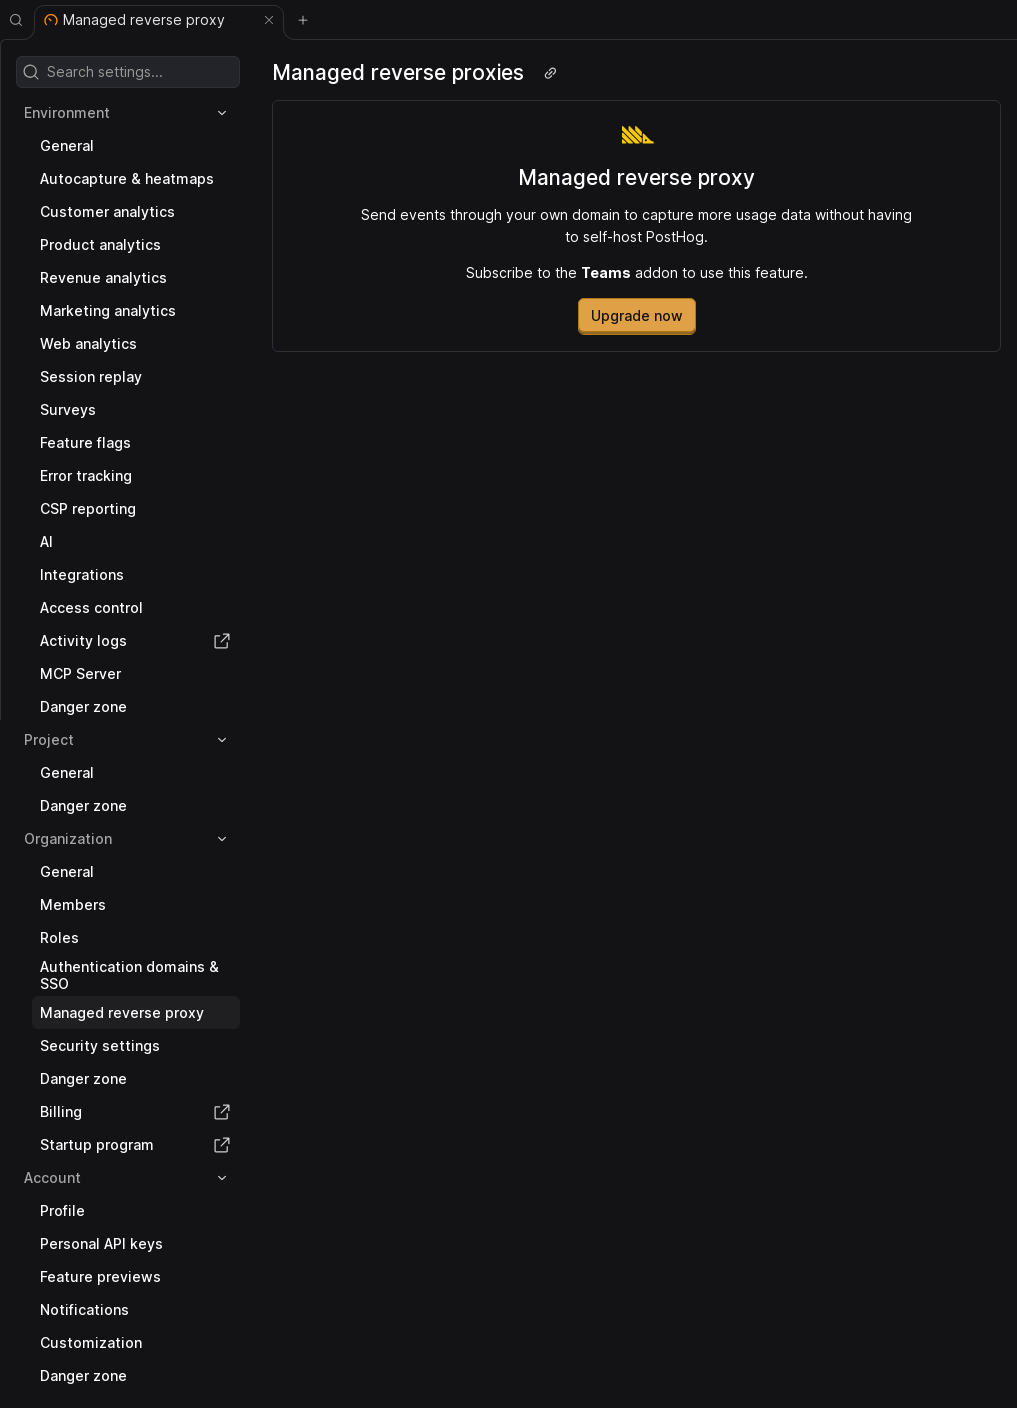 Managed reverse proxy
Search settings...
Environment
General
Autocapture & heatmaps
Customer analytics
Product analytics
Revenue analytics
Marketing analytics
Web analytics
Session replay
Surveys
Feature flags
Error tracking
CSP reporting
AI
Integrations
Access control
Activity logs
MCP Server
Danger zone
Project
General
Danger zone
Organization
General
Members
Roles
Authentication domains &
SSO
Managed reverse proxy
Security settings
Danger zone
Billing
Startup program
Account
Profile
Personal API keys
Feature previews
Notifications
Customization
Danger zone
Managed reverse proxies
Managed reverse proxy
Send events through your own domain to capture more usage data without having
to self-host PostHog.
Subscribe to the Teams addon to use this feature.
Upgrade now